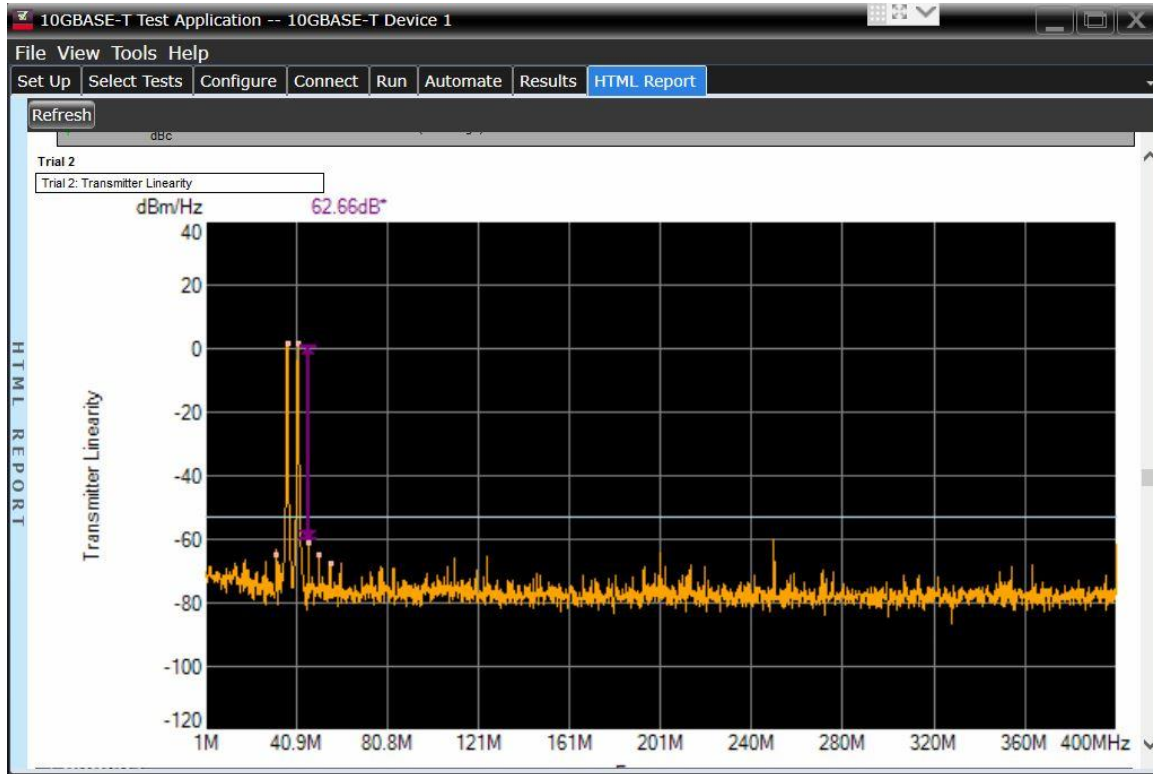 10GBASE-T Test Application -- 10GBASE-T Device 1
File View Tools Help
Set Up Select Tests Configure Connect Run Automate Results HTML Report
Refresh
dBc
Trial 2
Trial 2: Transmitter Linearity
dBm/Hz 62.66dB*
40
20
0
-20
-40
-60
-80
-100
-120
Transmitter Linearity
HTML REPORT
1M 40.9M 80.8M 121M 161M 201M 240M 280M 320M 360M 400MHz